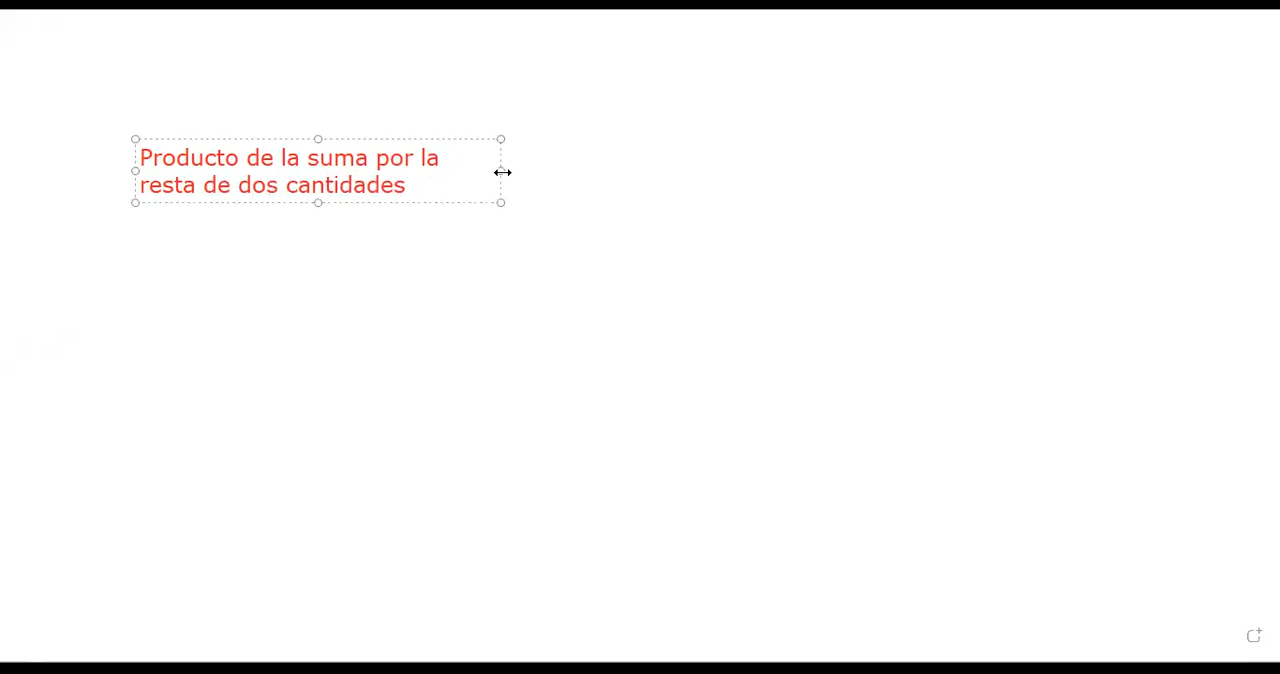 Producto de la suma por la
resta de dos cantidades